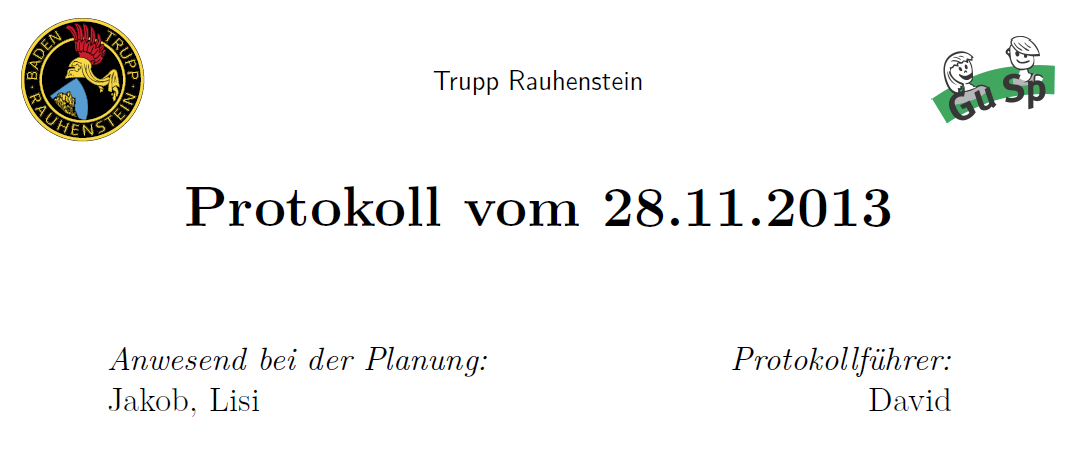 BADEN TRUPP
RAUHENSTEIN
Trupp Rauhenstein
Gu Sp
Protokoll vom 28.11.2013
Anwesend bei der Planung:
Protokollführer:
Jakob, Lisi
David